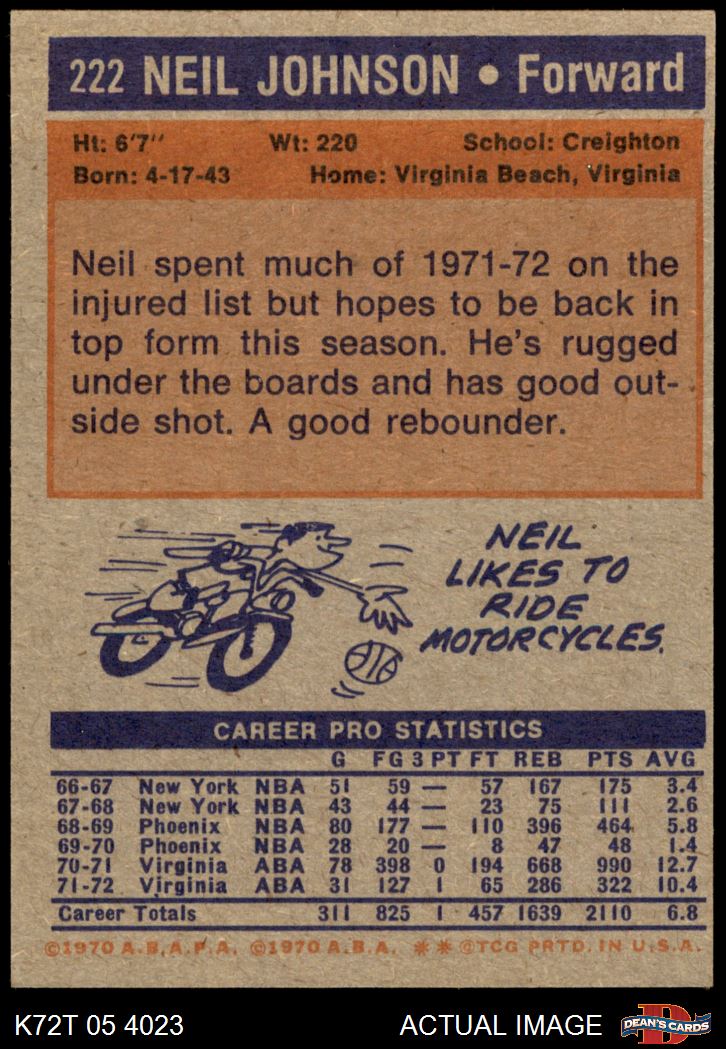 222 NEIL JOHNSON • Forward
Ht: 6'7'' Wt: 220 School: Creighton
Born: 4-17-43 Home: Virginia Beach, Virginia
Neil spent much of 1971-72 on the
injured list but hopes to be back in
top form this season. He's rugged
under the boards and has good out-
side shot. A good rebounder.
NEIL
LIKES TO
RIDE
MOTORCYCLES.
CAREER PRO STATISTICS
G FG 3 PT FT REB PTS AVG
66-67 New York NBA 51 59 — 57 167 175 3.4
67-68 New York NBA 43 44 — 23 75 111 2.6
68-69 Phoenix NBA 80 177 — 110 396 464 5.8
69-70 Phoenix NBA 28 20 — 8 47 48 1.4
70-71 Virginia ABA 78 398 0 194 668 990 12.7
71-72 Virginia ABA 31 127 1 65 286 322 10.4
Career Totals 311 825 1 457 1639 2110 6.8
©1970 A.B.A.P.A. ©1970 A.B.A. ** ©TCG PRTD. IN U.S.A.
K72T 05 4023 ACTUAL IMAGE D DEAN'S CARDS